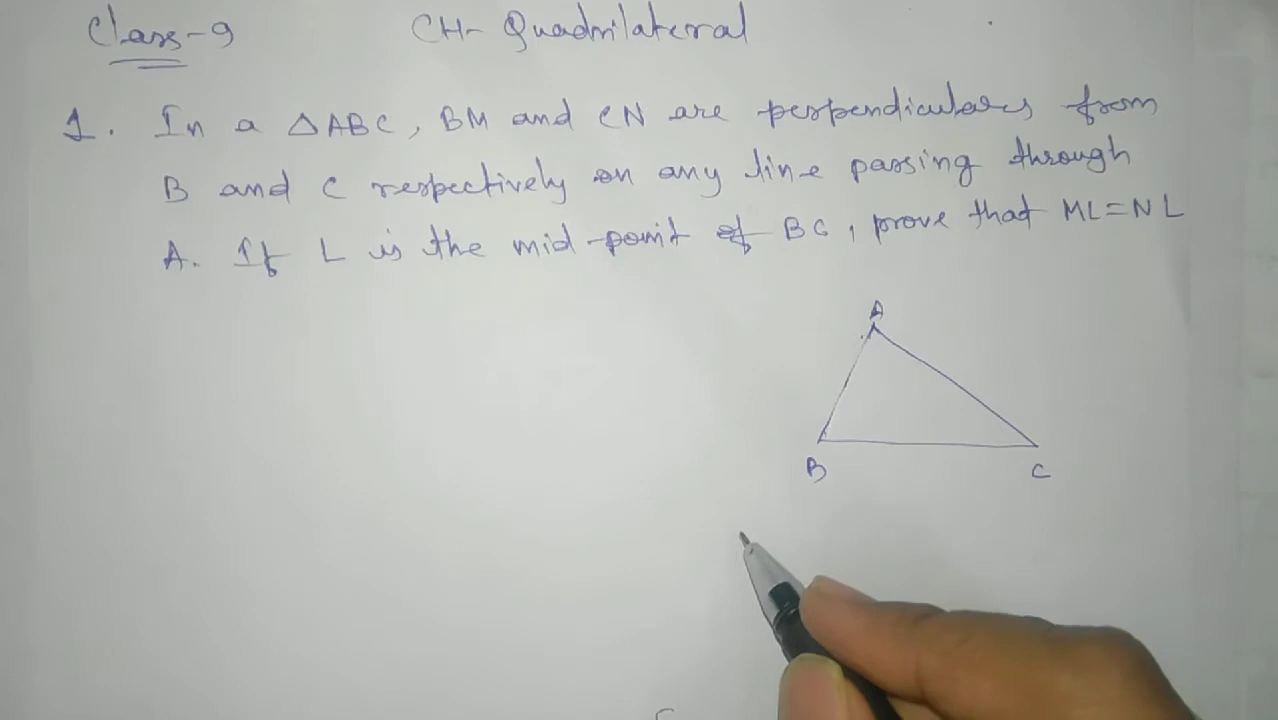 Class-9 CH- Quadrilateral
1. In a △ABC, BM and CN are perpendiculars from
B and C respectively on any line passing through
A. If L is the mid-point of BC, prove that ML=NL
A
B
C